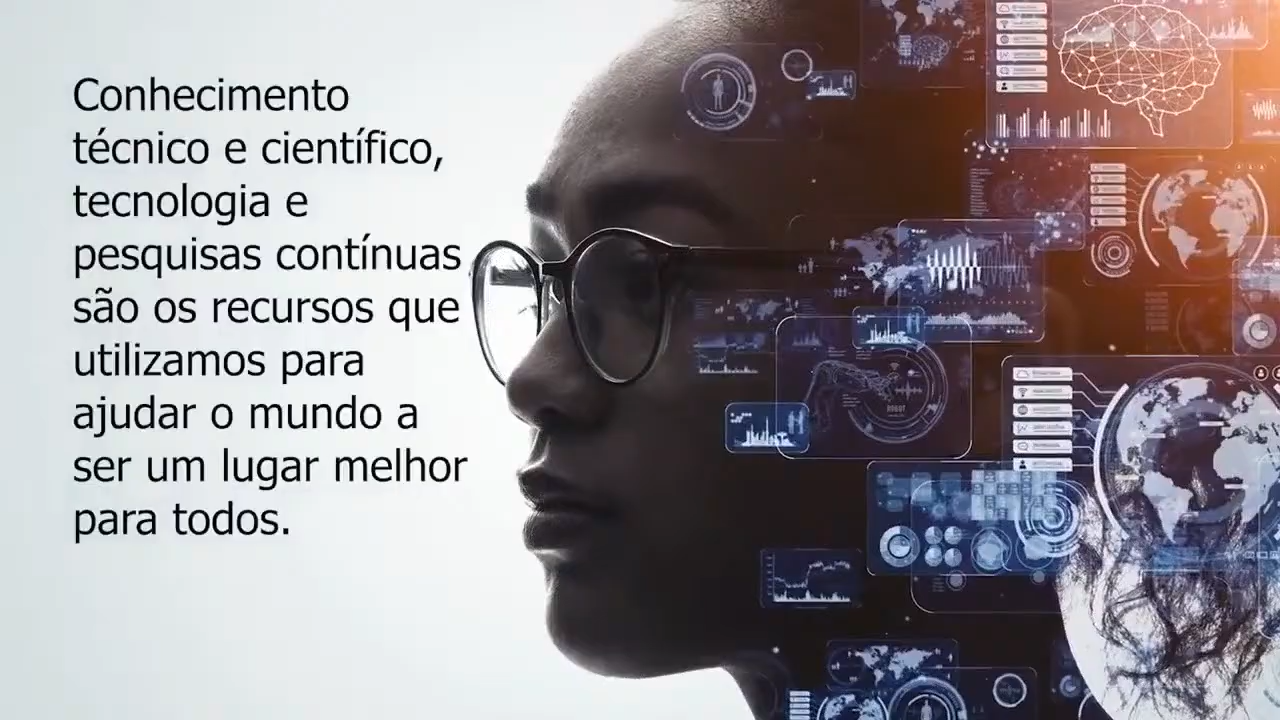 Conhecimento
técnico e científico,
tecnologia e
pesquisas contínuas
são os recursos que
utilizamos para
ajudar o mundo a
ser um lugar melhor
para todos.
ROBOT